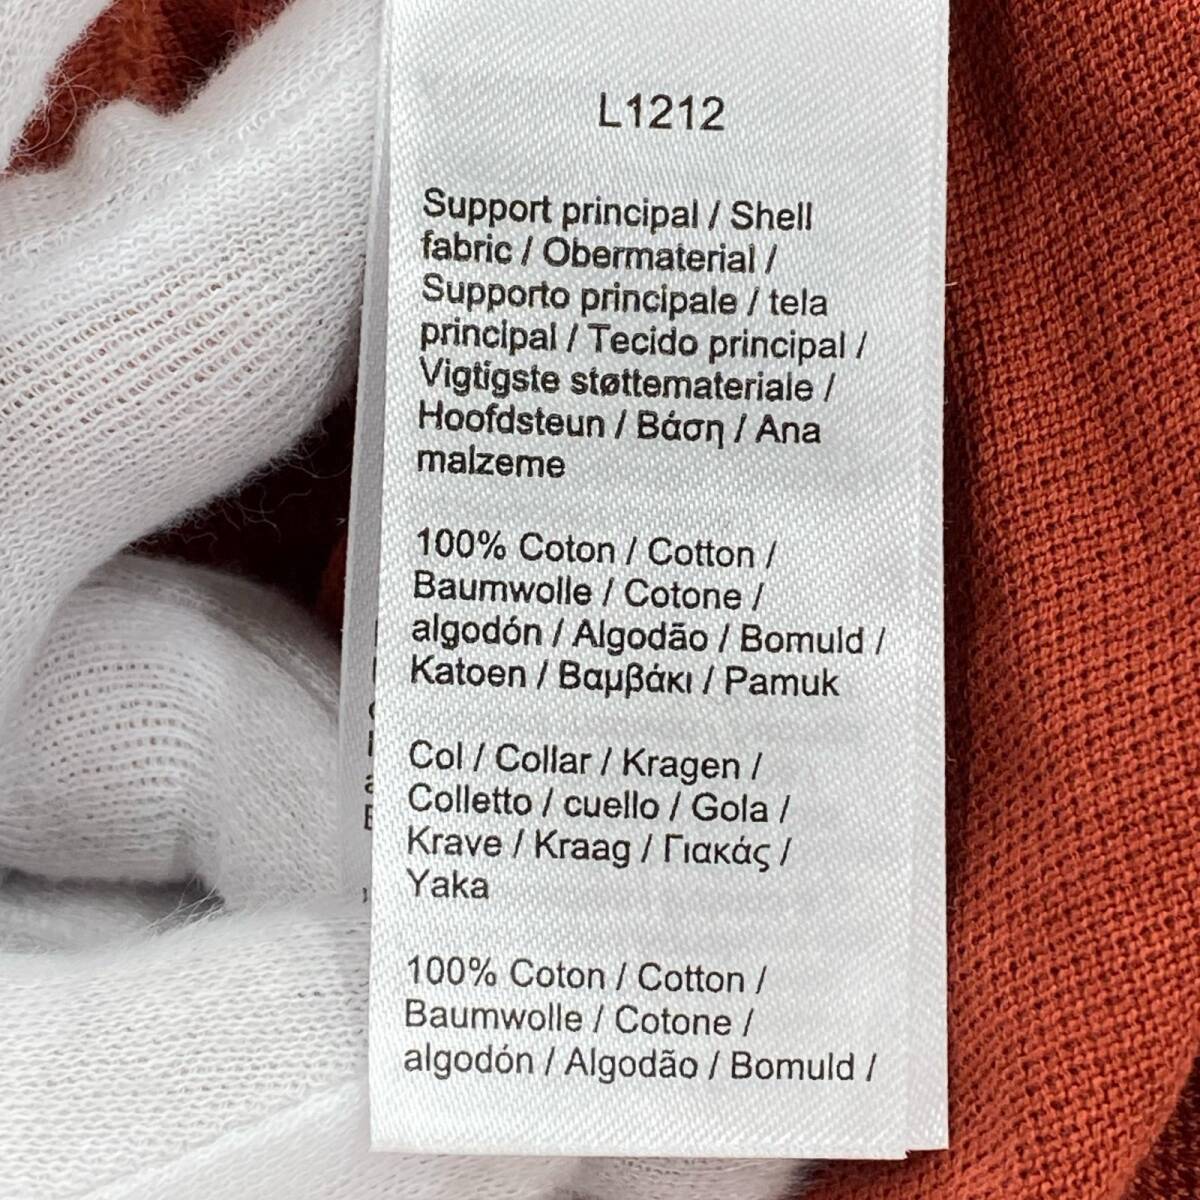 L1212
Support principal / Shell
fabric / Obermaterial /
Supporto principale / tela
principal / Tecido principal /
Vigtigste støttemateriale /
Hoofdsteun / Βάση / Ana
malzeme
100% Coton / Cotton /
Baumwolle / Cotone /
algodón / Algodão / Bomuld /
Katoen / Βαμβάκι / Pamuk
Col / Collar / Kragen /
Colletto / cuello / Gola /
Krave / Kraag / Γιακάς /
Yaka
100% Coton / Cotton /
Baumwolle / Cotone /
algodón / Algodão / Bomuld /